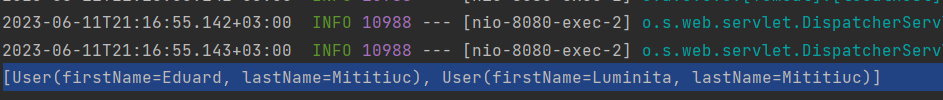 2023-06-11T21:16:55.142+03:00  INFO 10988 --- [nio-8080-exec-2] o.s.web.servlet.DispatcherServ
2023-06-11T21:16:55.143+03:00  INFO 10988 --- [nio-8080-exec-2] o.s.web.servlet.DispatcherServ
[User(firstName=Eduard, lastName=Mititiuc), User(firstName=Luminita, lastName=Mititiuc)]